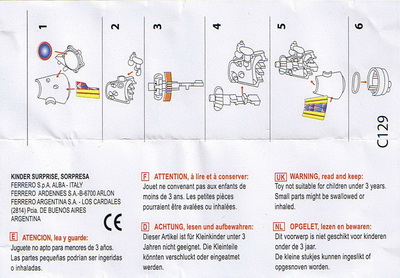 1
2
3
4
5
6
C129
KINDER SURPRISE, SORPRESA
FERRERO S.p.A. ALBA - ITALY
FERRERO ARDENNES S.A.-B-6700 ARLON
FERRERO ARGENTINA S.A. - LOS CARDALES
(2814) Pcia. DE BUENOS AIRES
ARGENTINA
CE
E ATENCION, lea y guarde:
Juguete no apto para menores de 3 años.
Las partes pequeñas podrían ser ingeridas
o inhaladas.
F ATTENTION, à lire et à conserver:
Jouet ne convenant pas aux enfants de
moins de 3 ans. Les petites pièces
pourraient être avalées ou inhalées.
D ACHTUNG, lesen und aufbewahren:
Dieser Artikel ist für Kleinkinder unter 3
Jahren nicht geeignet. Die Kleinteile
könnten verschluckt oder eingeatmet
werden.
UK WARNING, read and keep:
Toy not suitable for children under 3 years.
Small parts might be swallowed or
inhaled.
NL OPGELET, lezen en bewaren:
Dit voorwerp is niet geschikt voor kinderen
onder de 3 jaar.
De kleine stukjes kunnen ingeslikt of